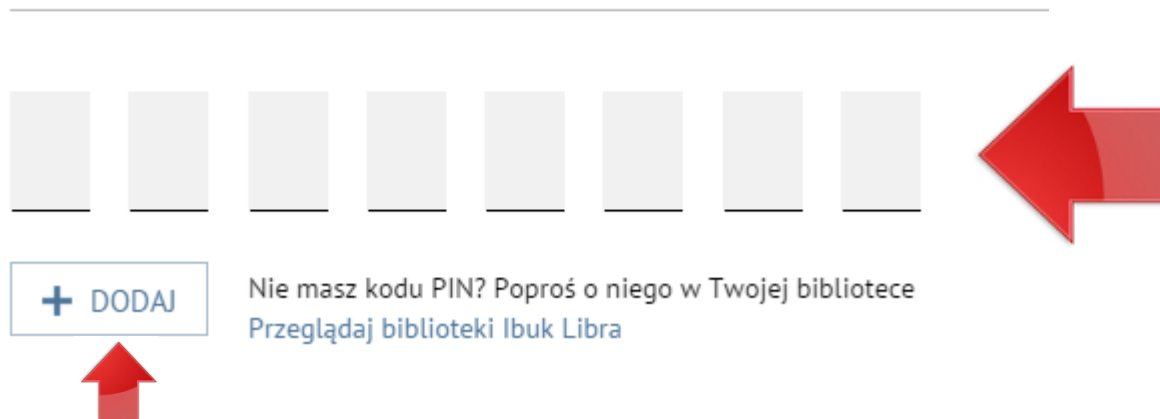 + DODAJ
Nie masz kodu PIN? Poproś o niego w Twojej bibliotece
Przeglądaj biblioteki Ibuk Libra